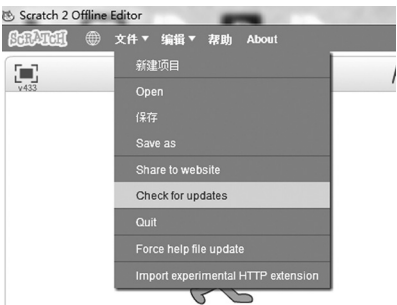 Scratch 2 Offline Editor
SCRATCH 文件▼ 编辑▼ 帮助 About
v433
新建项目
Open
保存
Save as
Share to website
Check for updates
Quit
Force help file update
Import experimental HTTP extension